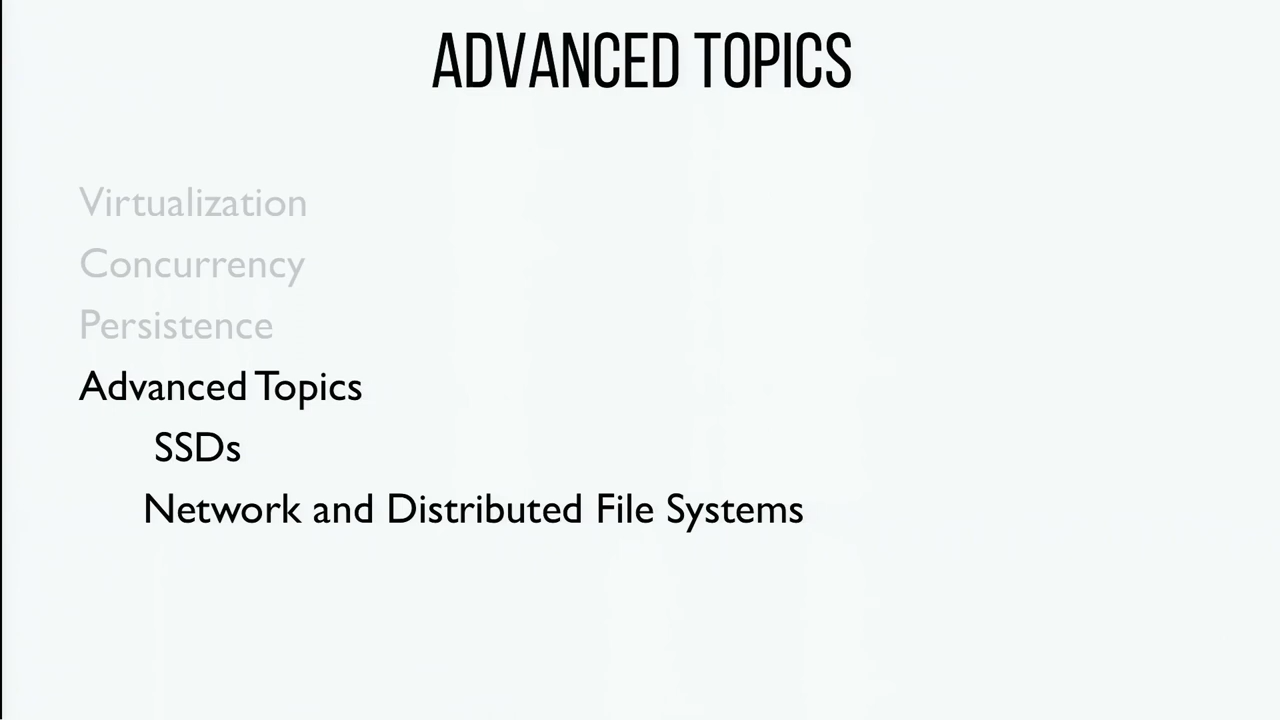 ADVANCED TOPICS
Virtualization
Concurrency
Persistence
Advanced Topics
SSDs
Network and Distributed File Systems